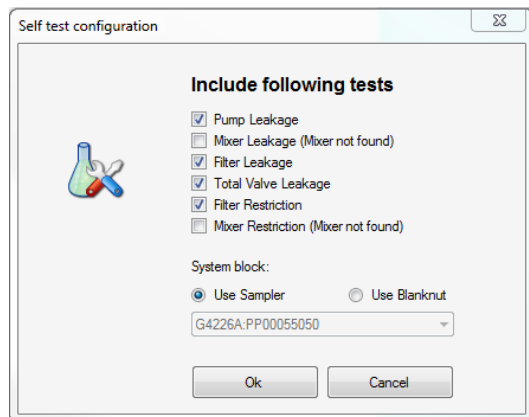 Self test configuration
Include following tests
Pump Leakage
Mixer Leakage (Mixer not found)
Filter Leakage
Total Valve Leakage
Filter Restriction
Mixer Restriction (Mixer not found)
System block:
Use Sampler Use Blanknut
G4226A:PP00055050
Ok Cancel